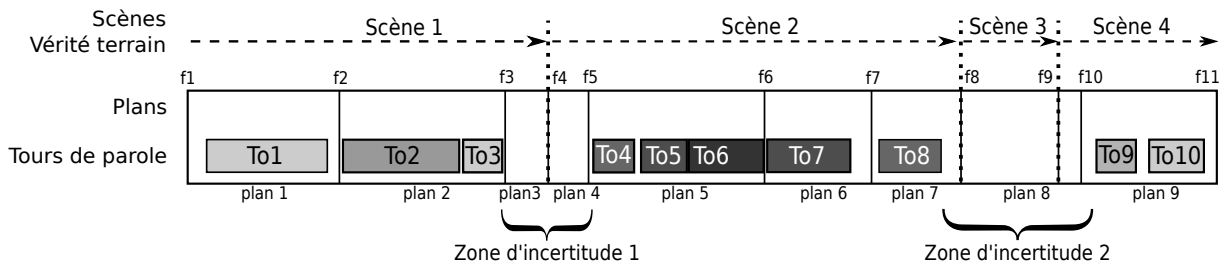 Scènes
Vérité terrain
Scène 1 Scène 2 Scène 3 Scène 4
f1 f2 f3 f4 f5 f6 f7 f8 f9 f10 f11
Plans
Tours de parole To1 To2 To3 To4 To5 To6 To7 To8 To9 To10
plan 1 plan 2 plan3 plan 4 plan 5 plan 6 plan 7 plan 8 plan 9
Zone d'incertitude 1 Zone d'incertitude 2